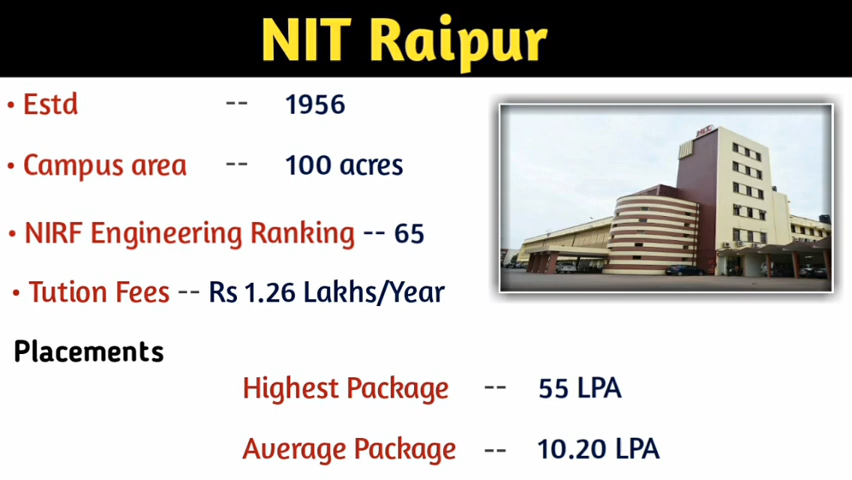 NIT Raipur
• Estd -- 1956
• Campus area -- 100 acres
• NIRF Engineering Ranking -- 65
• Tution Fees -- Rs 1.26 Lakhs/Year
Placements
Highest Package -- 55 LPA
Average Package -- 10.20 LPA